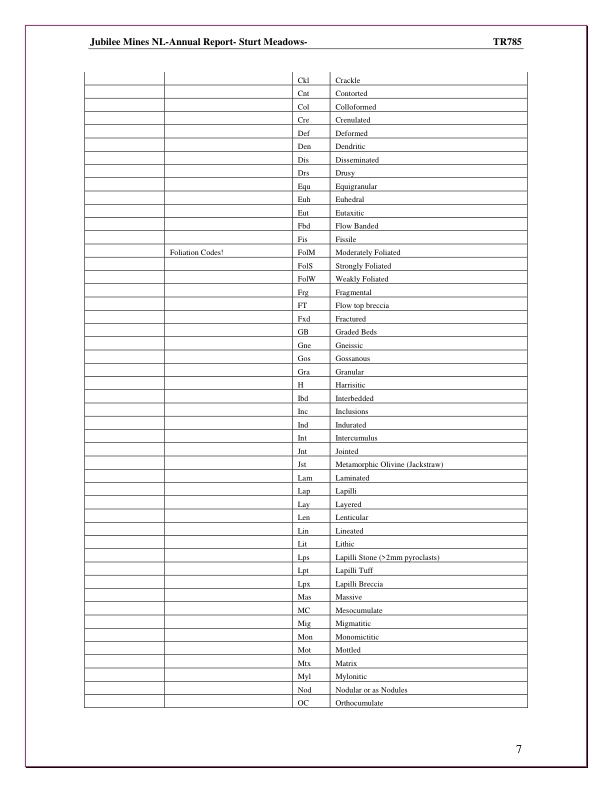 Jubilee Mines NL-Annual Report- Sturt Meadows- TR785
Ckl Crackle
Cnt Contorted
Col Colloformed
Cre Crenulated
Def Deformed
Den Dendritic
Dis Disseminated
Drs Drusy
Equ Equigranular
Euh Euhedral
Eut Eutaxitic
Fbd Flow Banded
Fis Fissile
Foliation Codes! FolM Moderately Foliated
FolS Strongly Foliated
FolW Weakly Foliated
Frg Fragmental
FT Flow top breccia
Fxd Fractured
GB Graded Beds
Gne Gneissic
Gos Gossanous
Gra Granular
H Harrisitic
Ibd Interbedded
Inc Inclusions
Ind Indurated
Int Intercumulus
Jnt Jointed
Jst Metamorphic Olivine (Jackstraw)
Lam Laminated
Lap Lapilli
Lay Layered
Len Lenticular
Lin Lineated
Lit Lithic
Lps Lapilli Stone (>2mm pyroclasts)
Lpt Lapilli Tuff
Lpx Lapilli Breccia
Mas Massive
MC Mesocumulate
Mig Migmatitic
Mon Monomictitic
Mot Mottled
Mtx Matrix
Myl Mylonitic
Nod Nodular or as Nodules
OC Orthocumulate
7